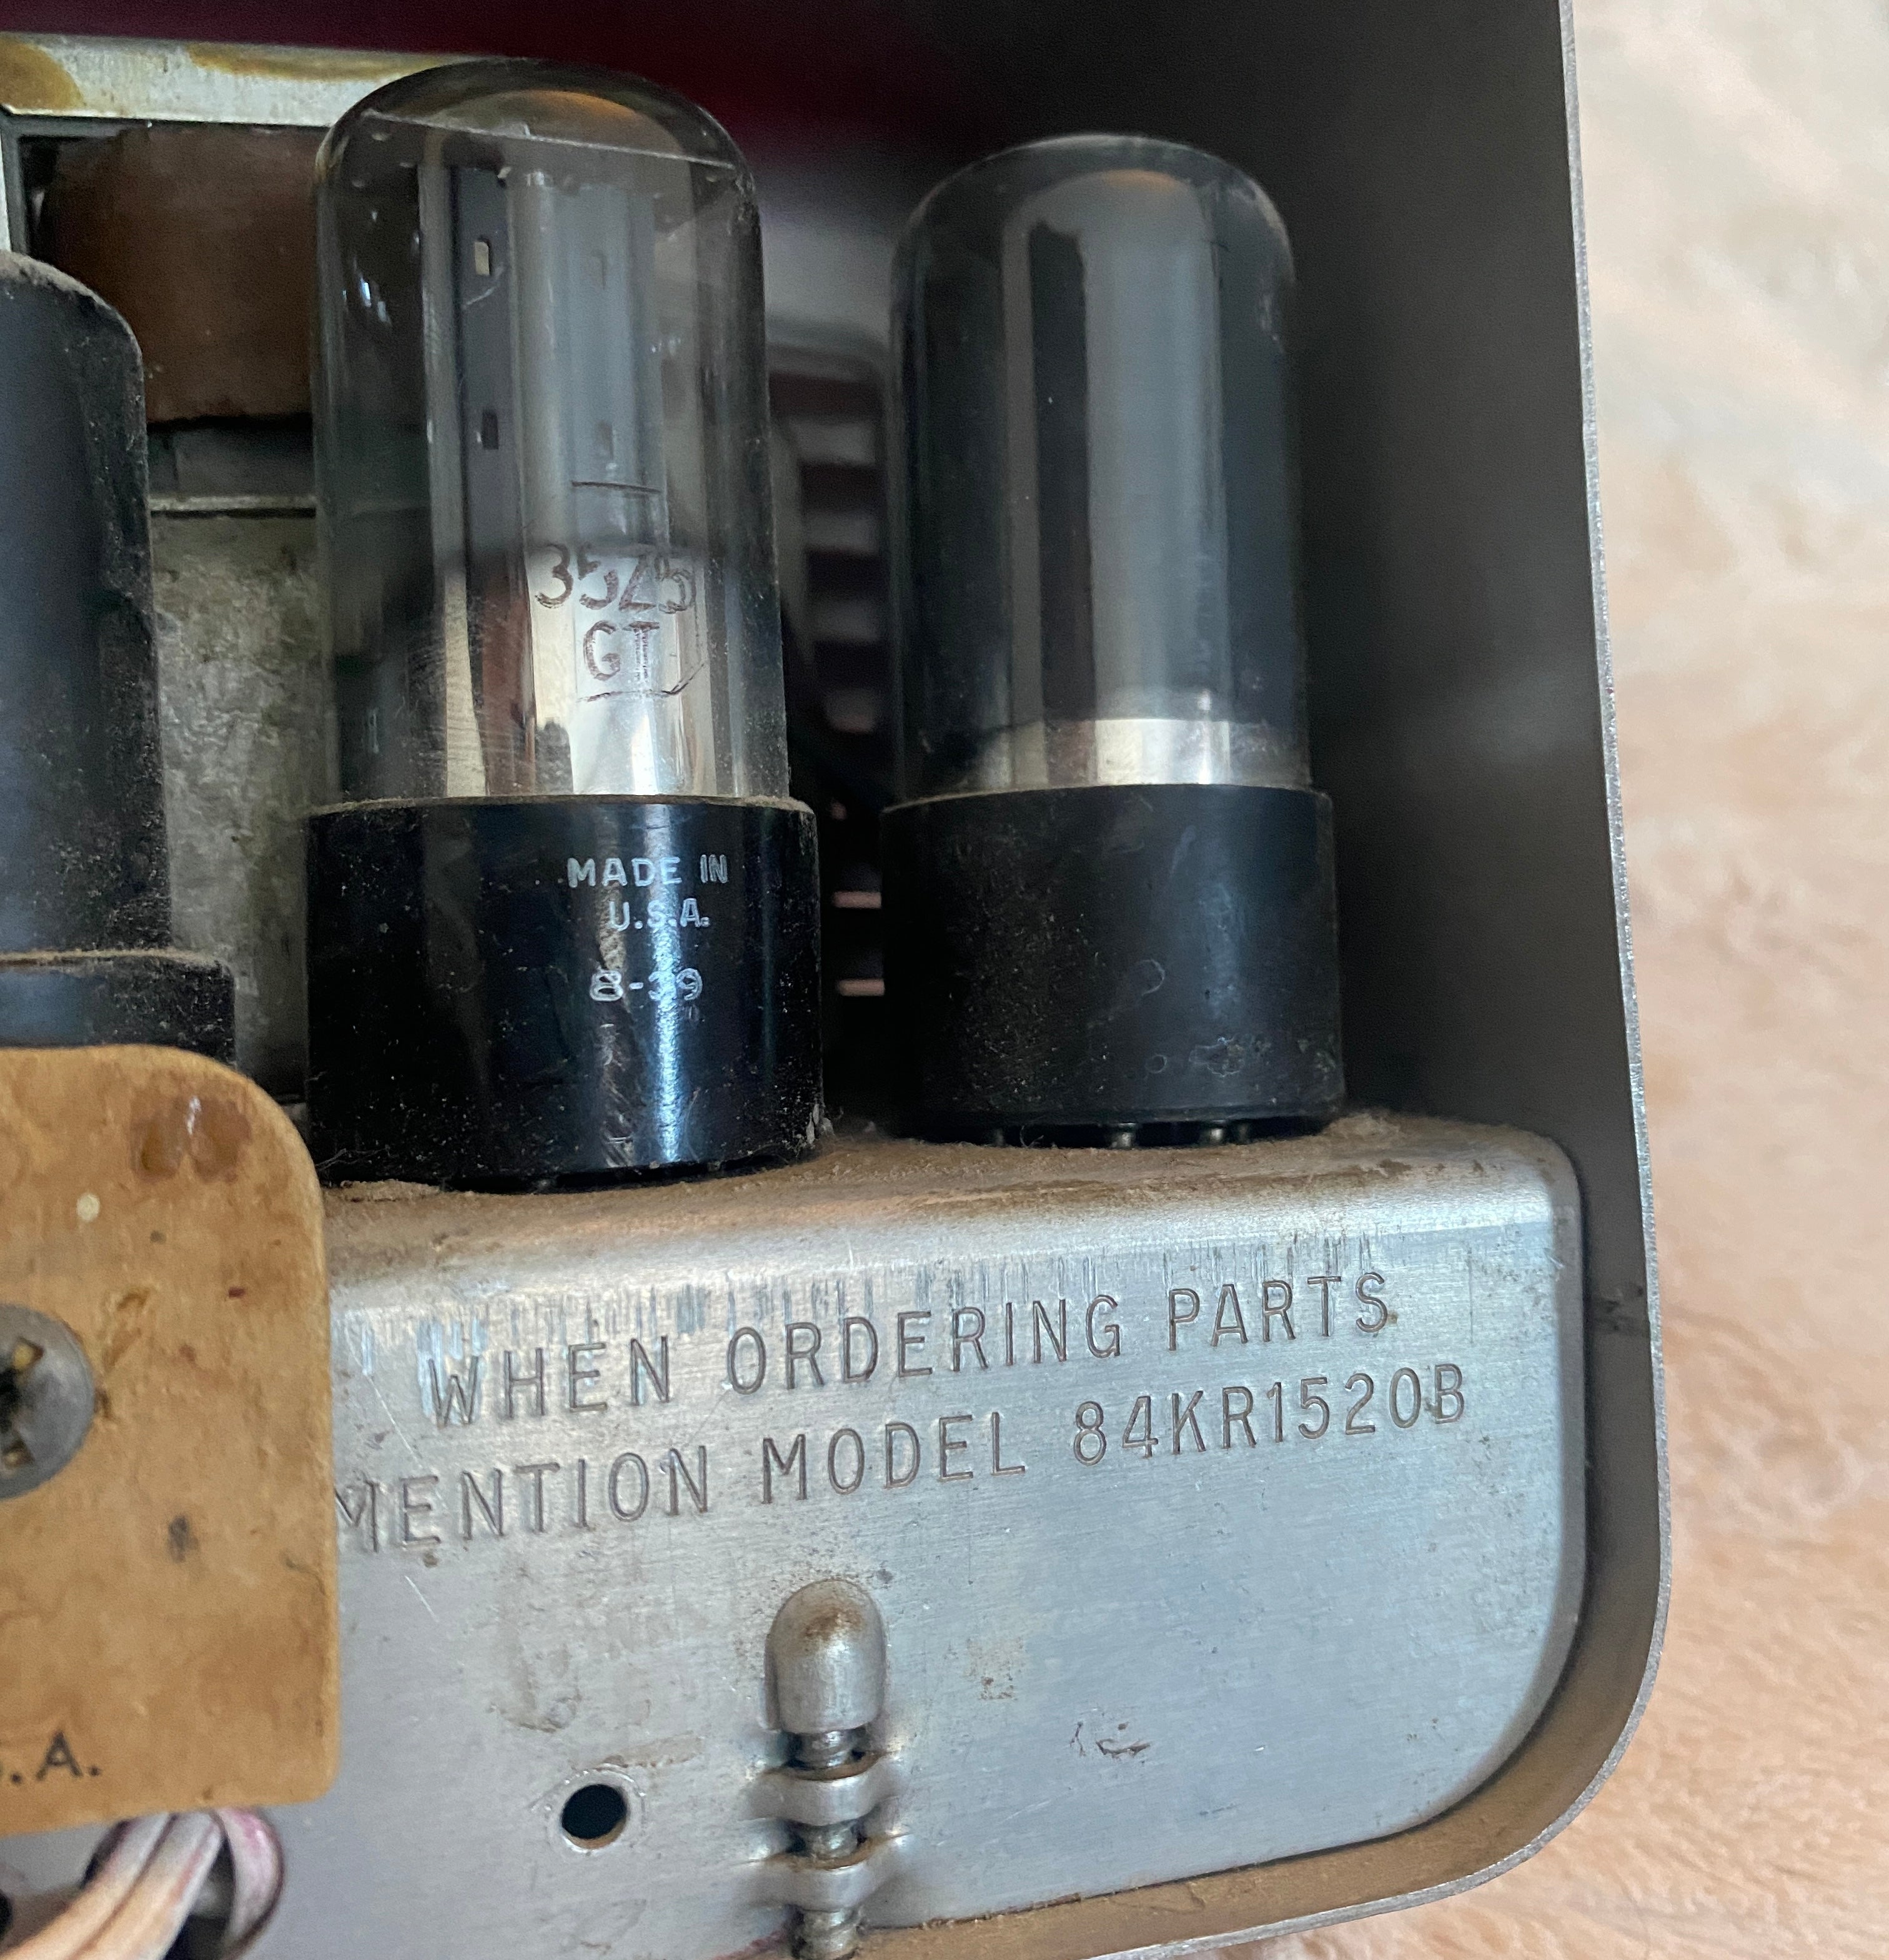 35Z5
GT
MADE IN
U.S.A.
8-39
WHEN ORDERING PARTS
MENTION MODEL 84KR1520B
.A.